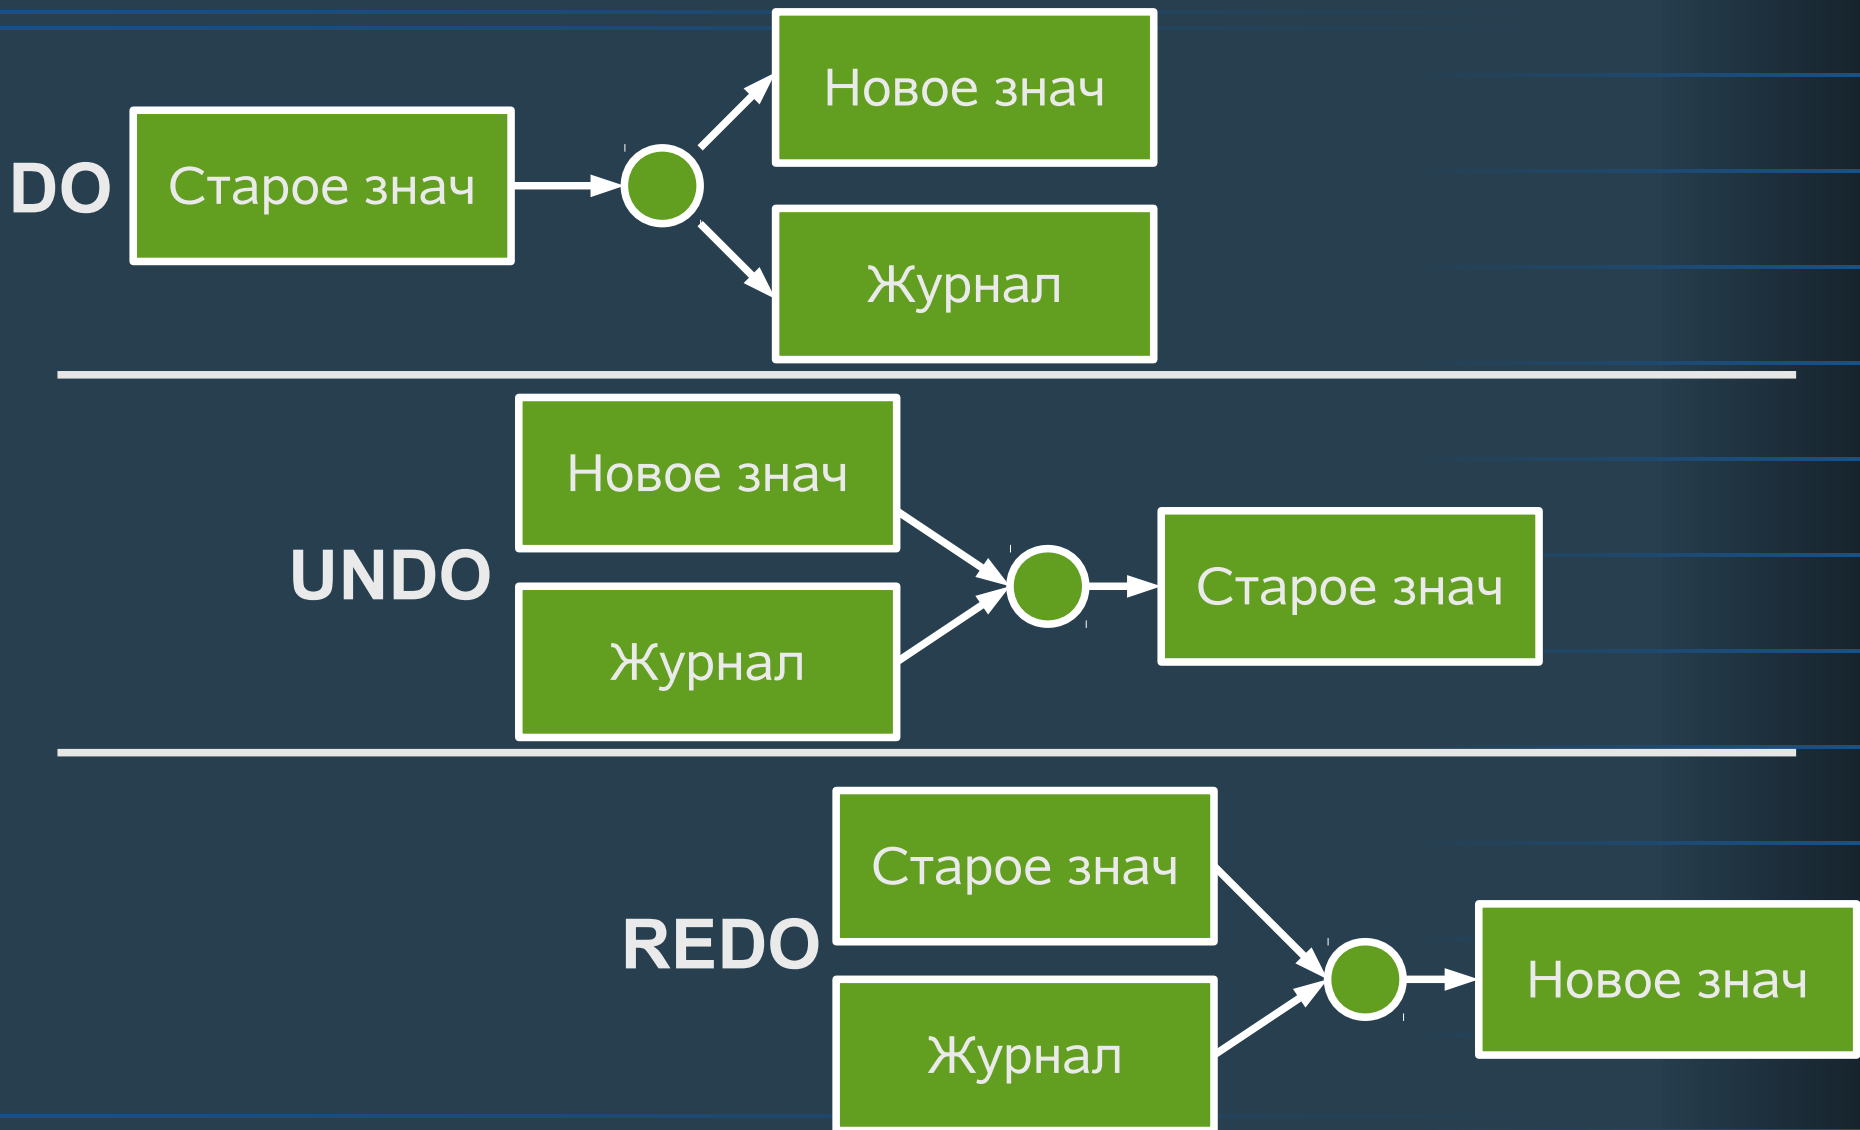 DO
Старое знач
Новое знач
Журнал
UNDO
Новое знач
Журнал
Старое знач
REDO
Старое знач
Журнал
Новое знач